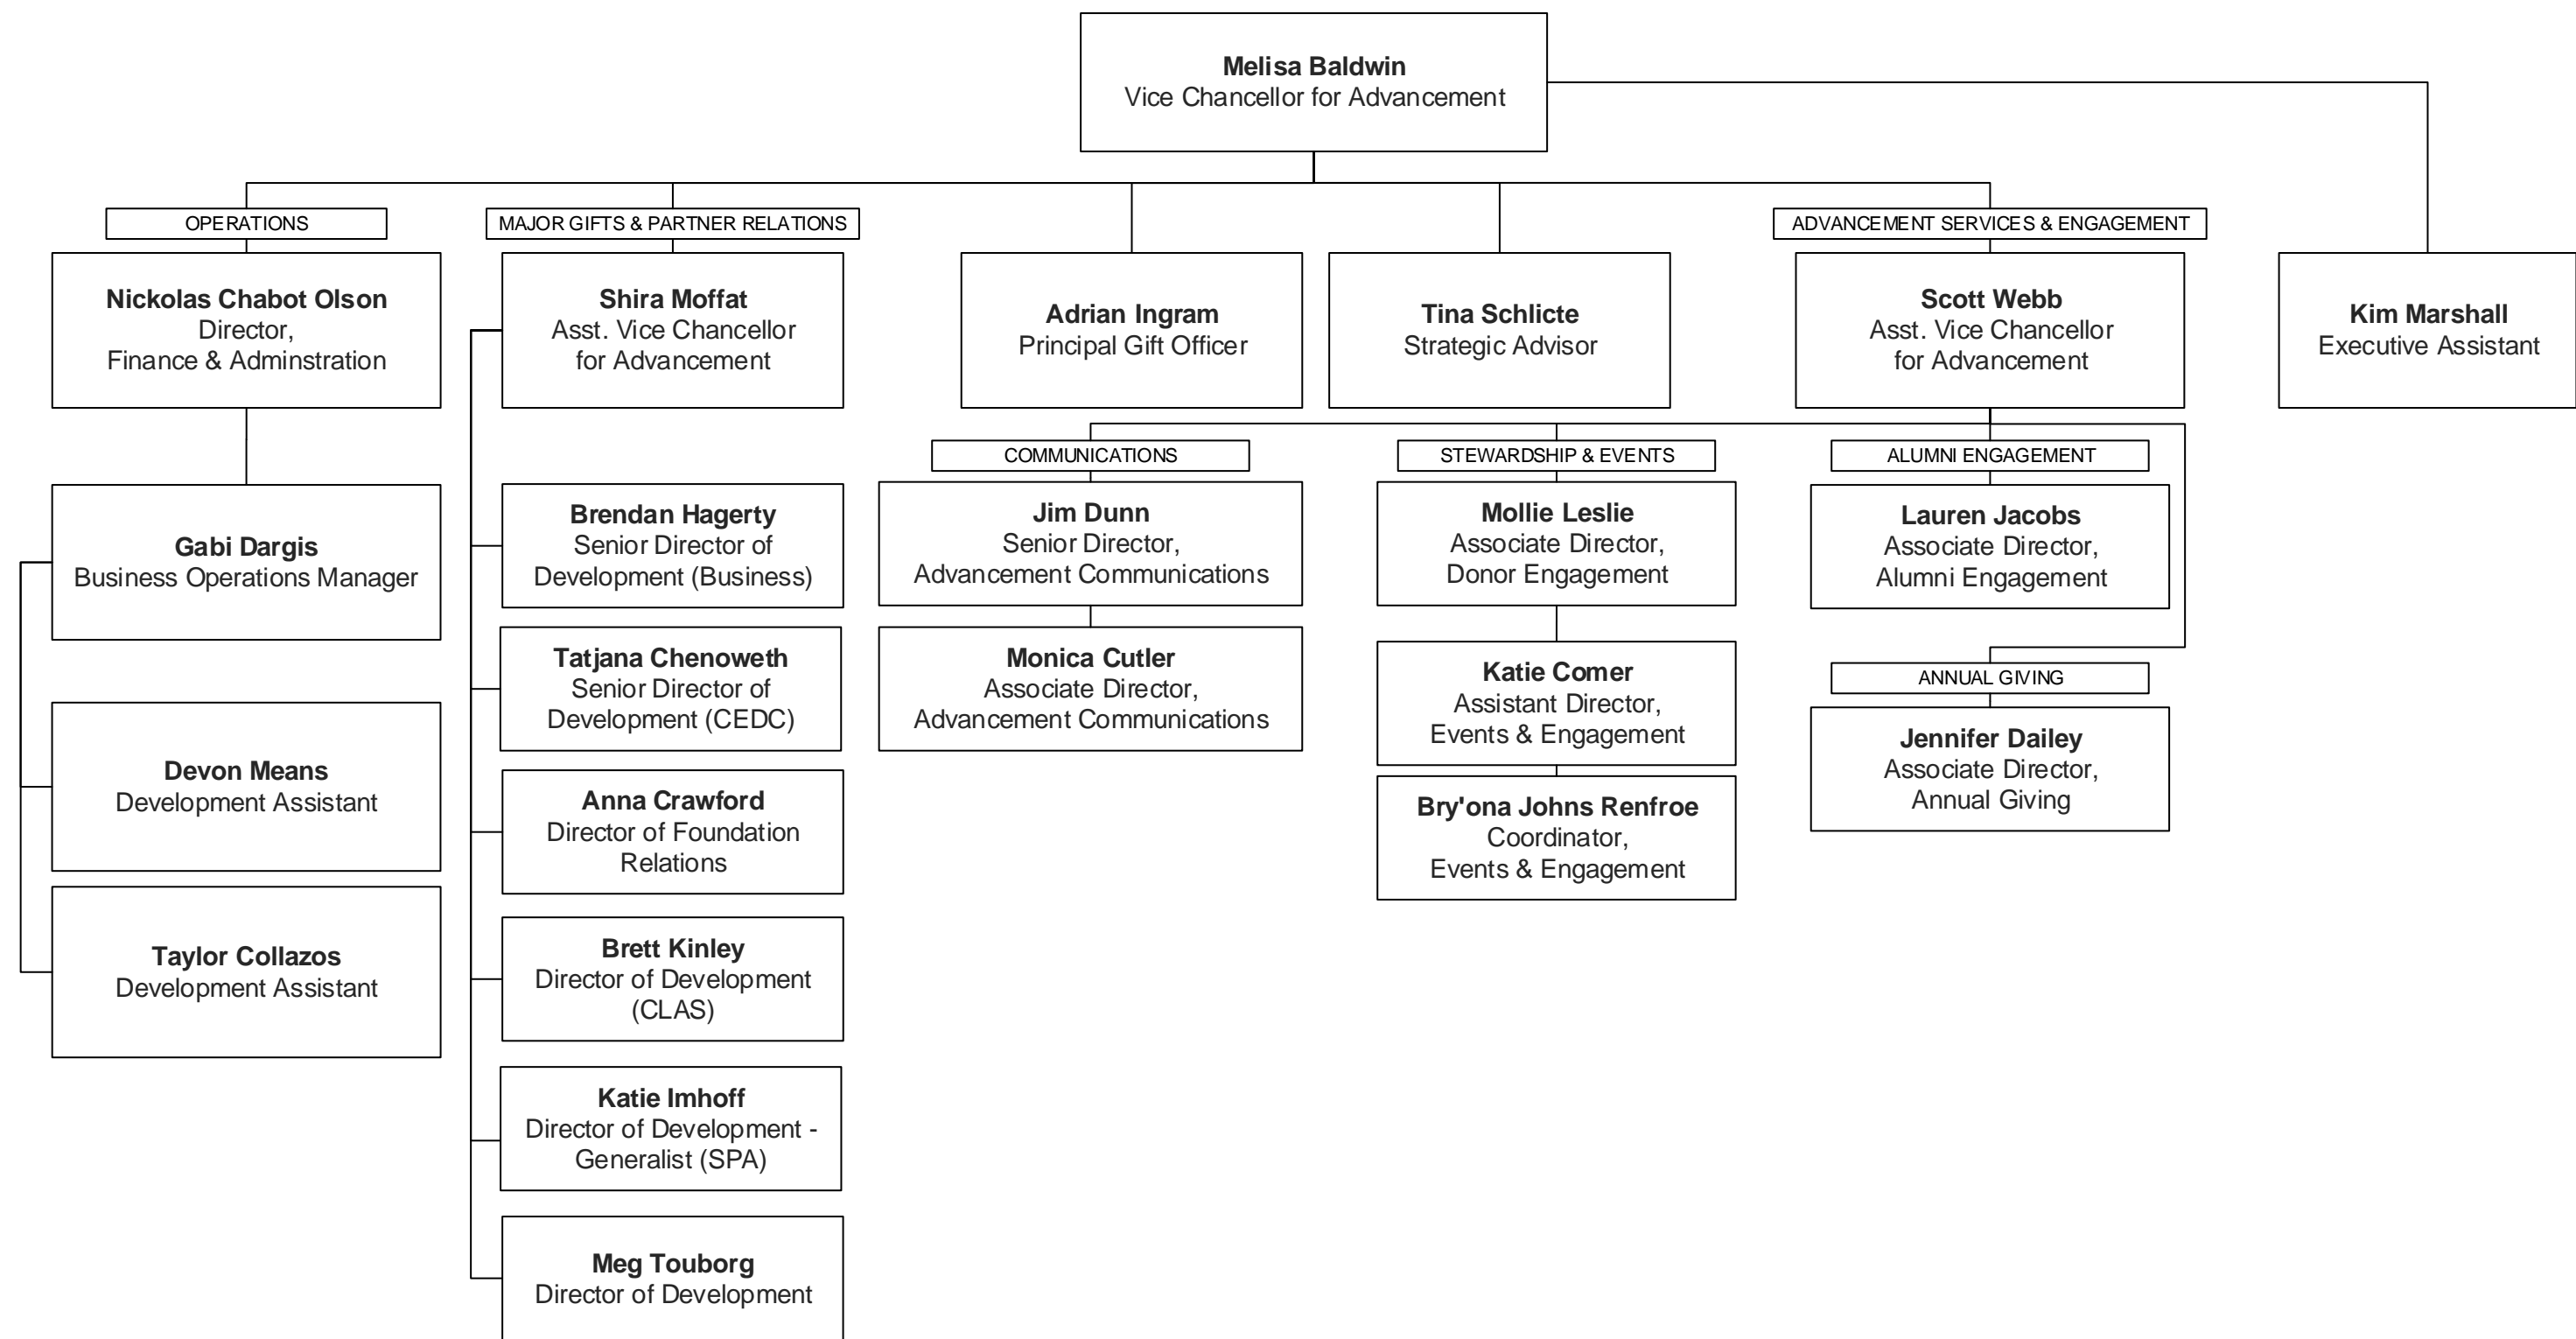 Melisa Baldwin
Vice Chancellor for Advancement
OPERATIONS
Nickolas Chabot Olson
Director,
Finance & Adminstration
Gabi Dargis
Business Operations Manager
Devon Means
Development Assistant
Taylor Collazos
Development Assistant
MAJOR GIFTS & PARTNER RELATIONS
Shira Moffat
Asst. Vice Chancellor
for Advancement
Brendan Hagerty
Senior Director of
Development (Business)
Tatjana Chenoweth
Senior Director of
Development (CEDC)
Anna Crawford
Director of Foundation
Relations
Brett Kinley
Director of Development
(CLAS)
Katie Imhoff
Director of Development -
Generalist (SPA)
Meg Touborg
Director of Development
Adrian Ingram
Principal Gift Officer
Tina Schlicte
Strategic Advisor
ADVANCEMENT SERVICES & ENGAGEMENT
Scott Webb
Asst. Vice Chancellor
for Advancement
COMMUNICATIONS
Jim Dunn
Senior Director,
Advancement Communications
Monica Cutler
Associate Director,
Advancement Communications
STEWARDSHIP & EVENTS
Mollie Leslie
Associate Director,
Donor Engagement
Katie Comer
Assistant Director,
Events & Engagement
Bry'ona Johns Renfroe
Coordinator,
Events & Engagement
ALUMNI ENGAGEMENT
Lauren Jacobs
Associate Director,
Alumni Engagement
ANNUAL GIVING
Jennifer Dailey
Associate Director,
Annual Giving
Kim Marshall
Executive Assistant